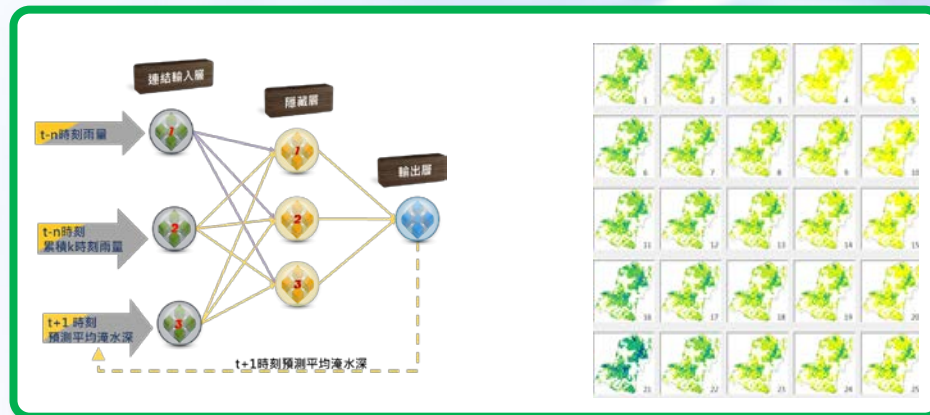 連結輸入層
隱藏層
輸出層
t-n時刻雨量
t-n時刻
累積k時刻雨量
t+1 時刻
預測平均淹水深
1
2
3
1
2
3
t+1時刻預測平均淹水深
1 2 3 4 5
6 7 8 9 10
11 12 13 14 15
16 17 18 19 20
21 22 23 24 25